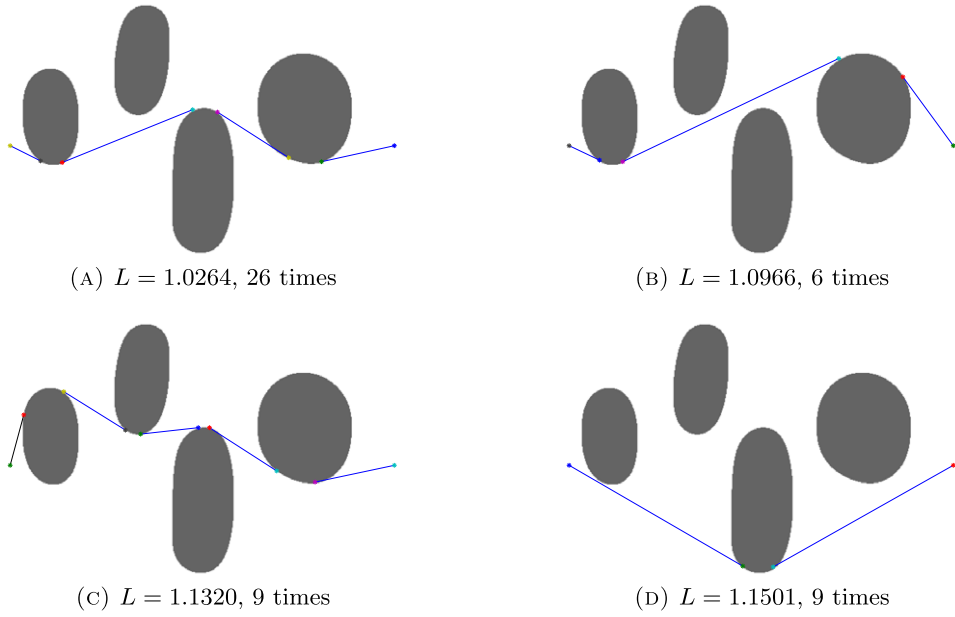 (A) L = 1.0264, 26 times
(B) L = 1.0966, 6 times
(C) L = 1.1320, 9 times
(D) L = 1.1501, 9 times